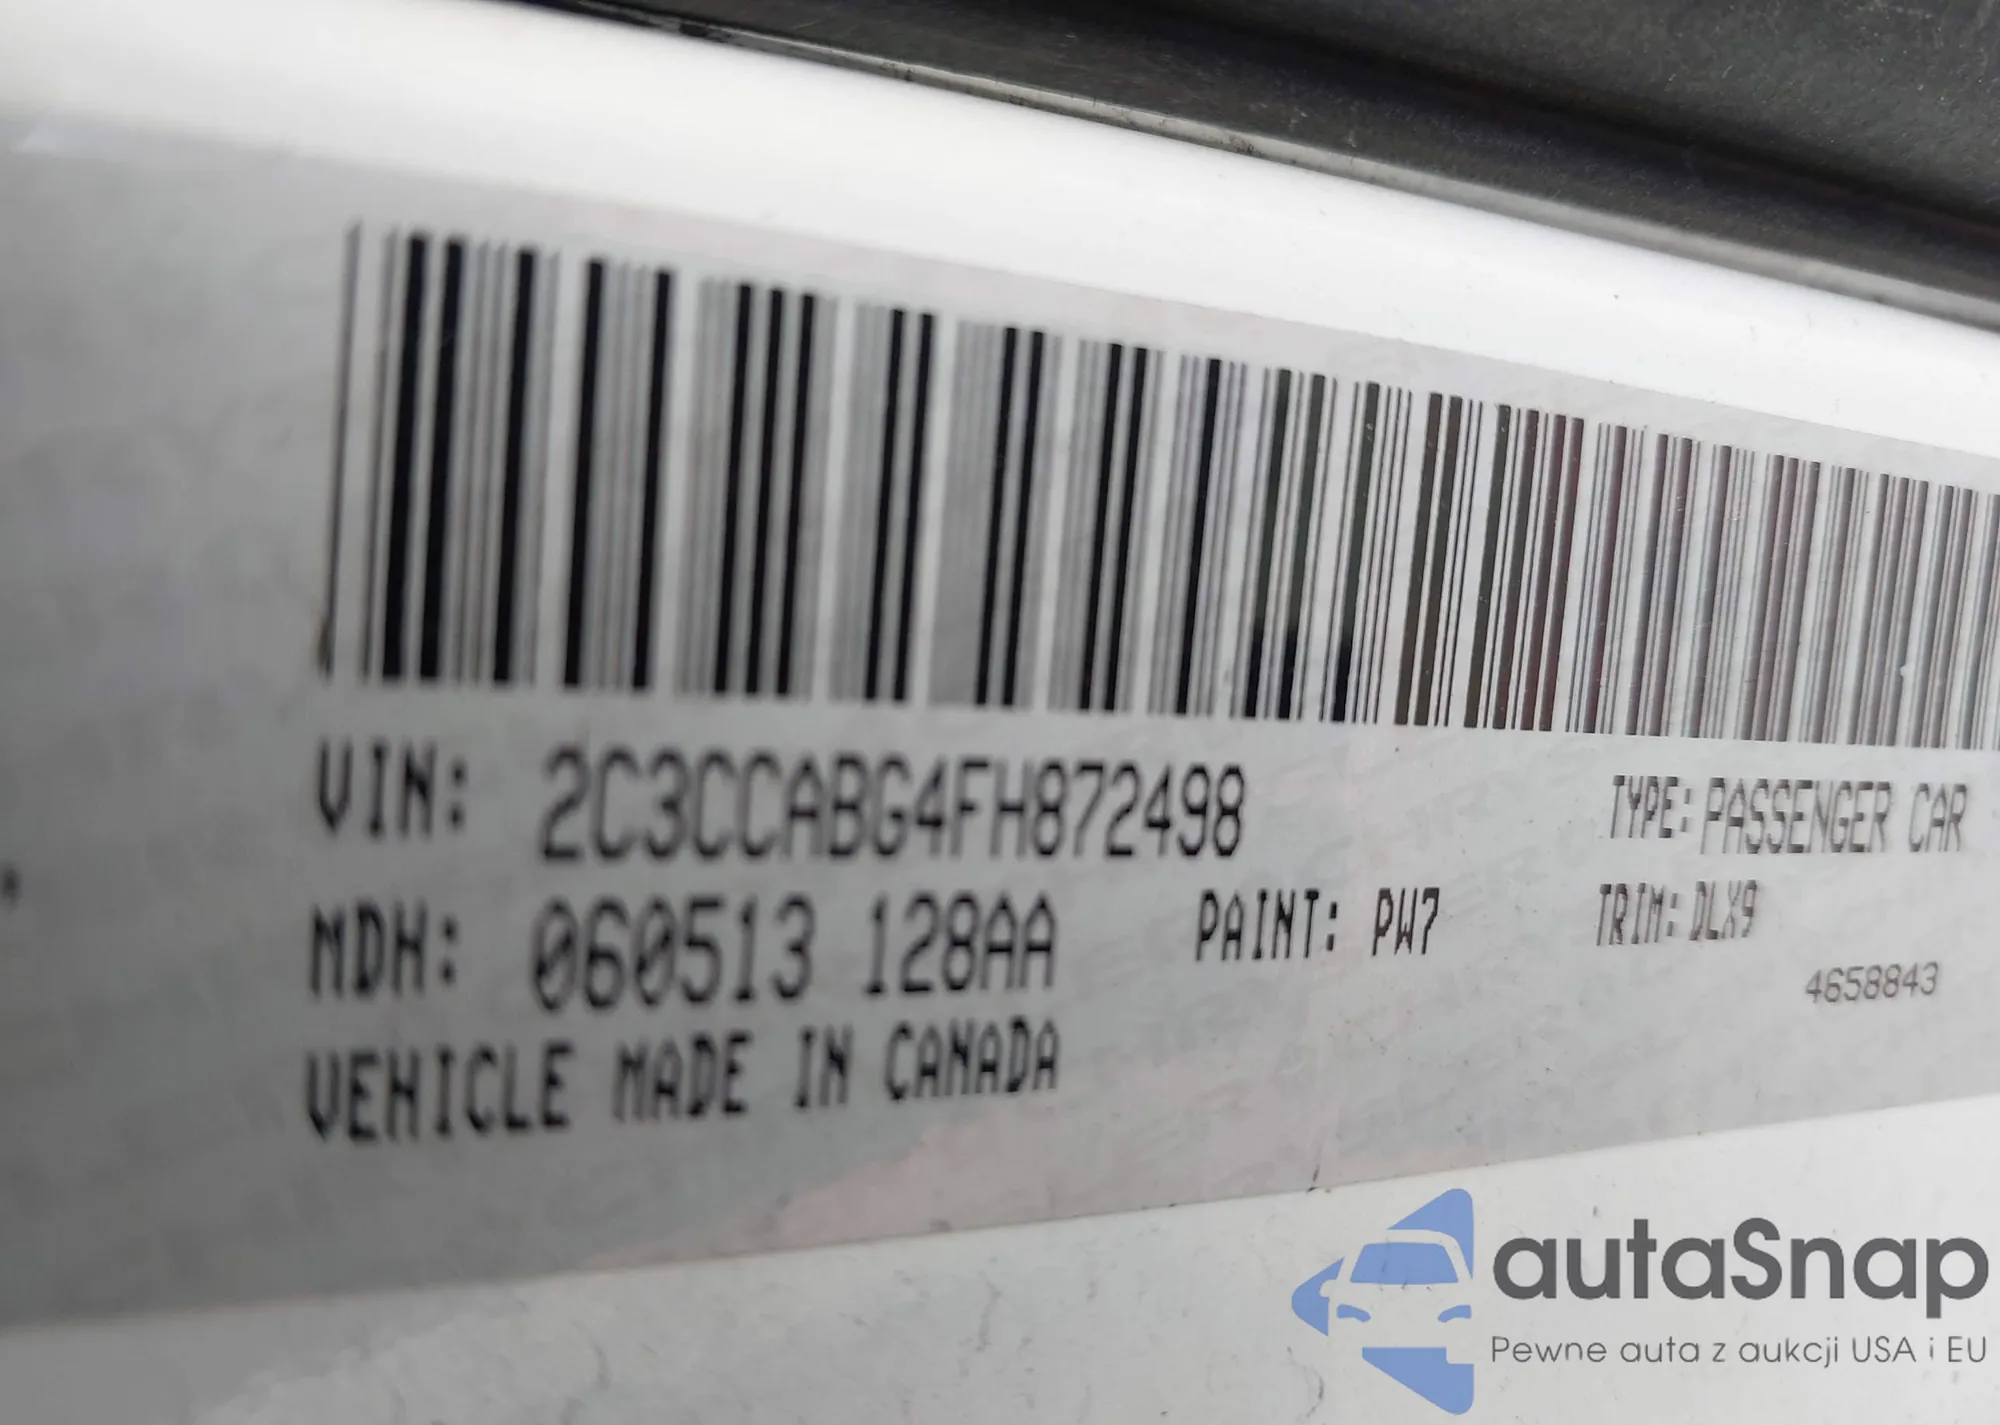 VIN: 2C3CCABG4FH872498
TYPE: PASSENGER CAR
MDH: 060513 128AA
PAINT: PW7
TRIM: DLX9
4658843
VEHICLE MADE IN CANADA
autaSnap
Pewne auta z aukcji USA i EU